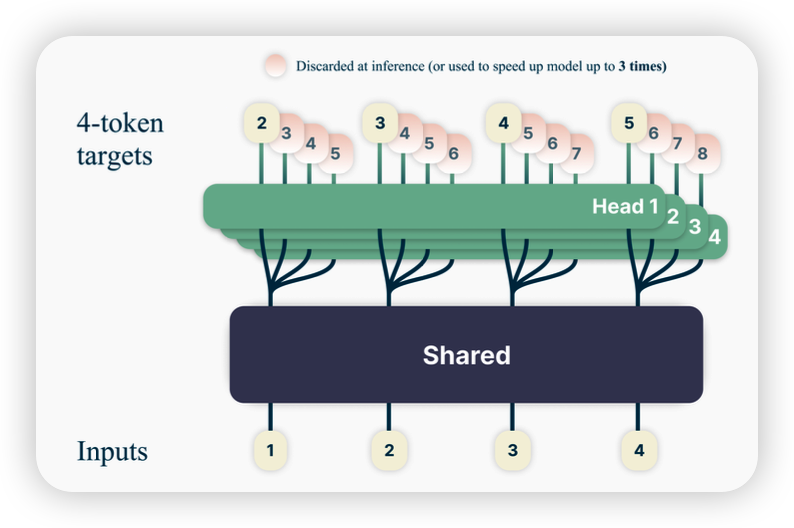 Discarded at inference (or used to speed up model up to 3 times)
4-token
targets
2 3 4 5 3 4 5 6 4 5 6 7 5 6 7 8
Head 1 2 3 4
Shared
Inputs
1 2 3 4